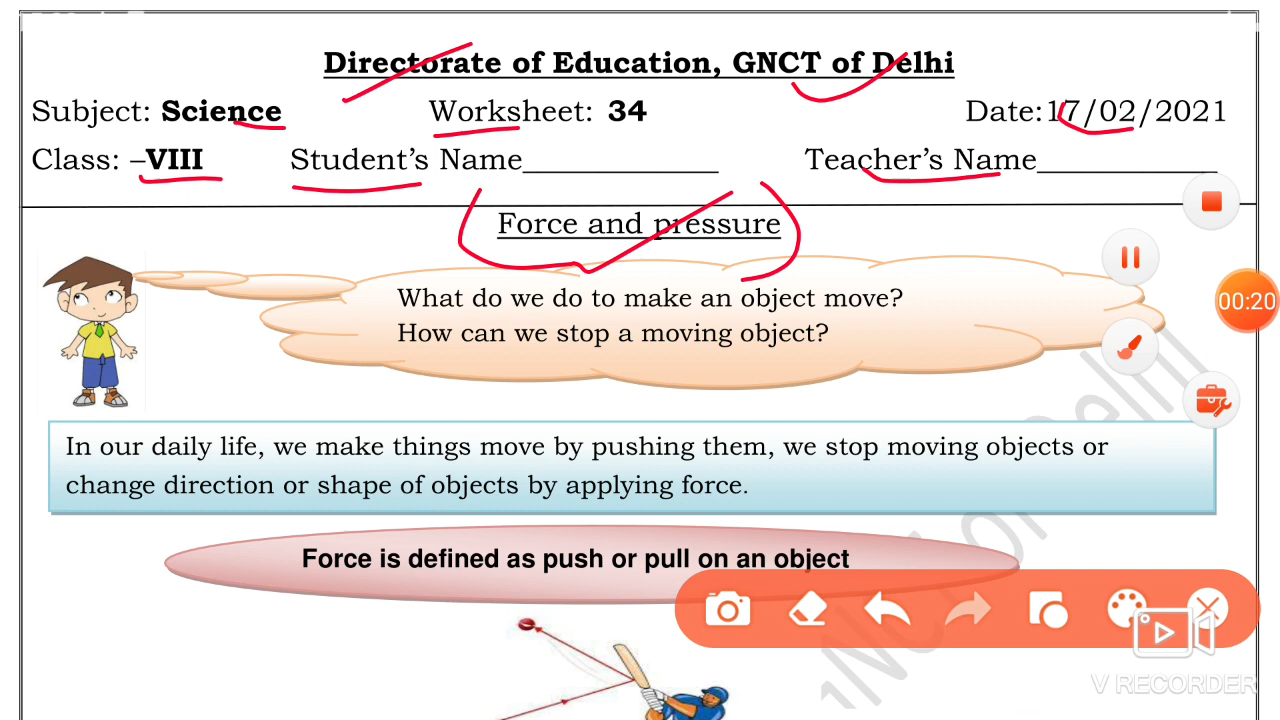 Directorate of Education, GNCT of Delhi
Subject: Science Worksheet: 34 Date:17/02/2021
Class: –VIII Student's Name____________ Teacher's Name____________
Force and pressure
What do we do to make an object move?
How can we stop a moving object?
00:20
In our daily life, we make things move by pushing them, we stop moving objects or
change direction or shape of objects by applying force.
Force is defined as push or pull on an object
V RECORDER